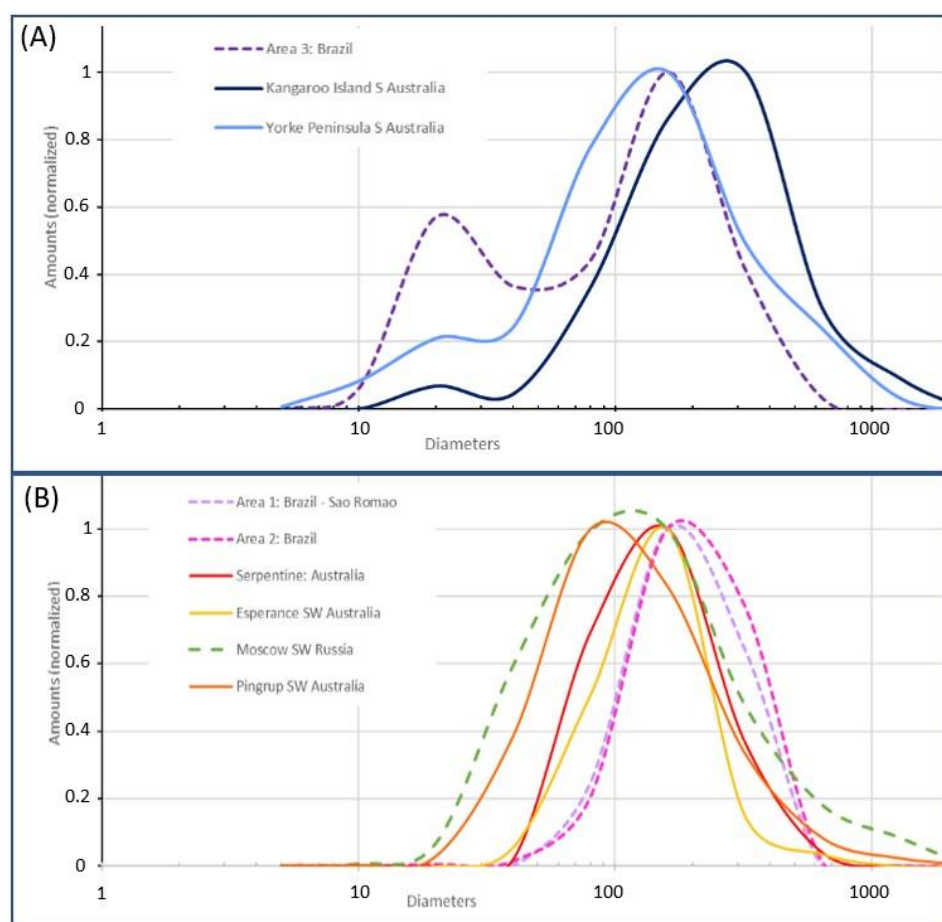 (A)
Area 3: Brazil
Kangaroo Island S Australia
Yorke Peninsula S Australia
Amounts (normalized)
1
0.8
0.6
0.4
0.2
0
1 10 100 1000
Diameters
(B)
Area 1: Brazil - Sao Romao
Area 2: Brazil
Serpentine: Australia
Esperance SW Australia
Moscow SW Russia
Pingrup SW Australia
Amounts (normalized)
1
0.8
0.6
0.4
0.2
0
1 10 100 1000
Diameters